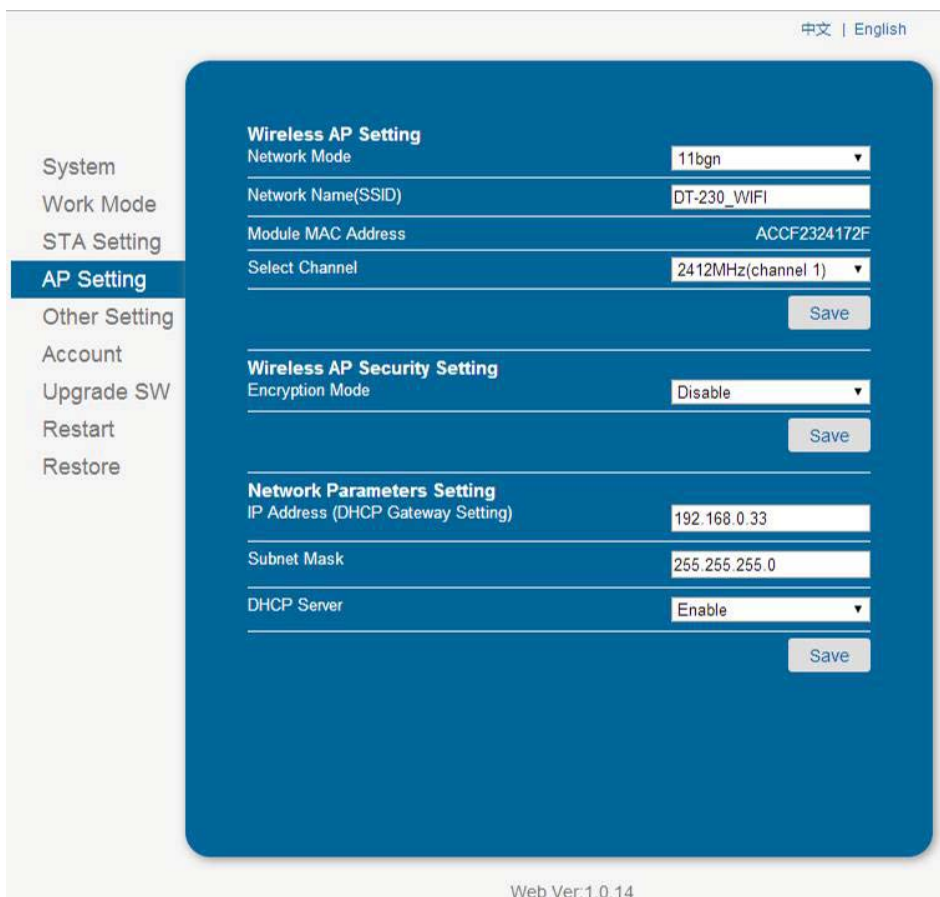 中文 | English
System
Work Mode
STA Setting
AP Setting
Other Setting
Account
Upgrade SW
Restart
Restore
Wireless AP Setting
Network Mode 11bgn
Network Name(SSID) DT-230_WIFI
Module MAC Address ACCF2324172F
Select Channel 2412MHz(channel 1)
Save
Wireless AP Security Setting
Encryption Mode Disable
Save
Network Parameters Setting
IP Address (DHCP Gateway Setting) 192.168.0.33
Subnet Mask 255.255.255.0
DHCP Server Enable
Save
Web Ver:1.0.14